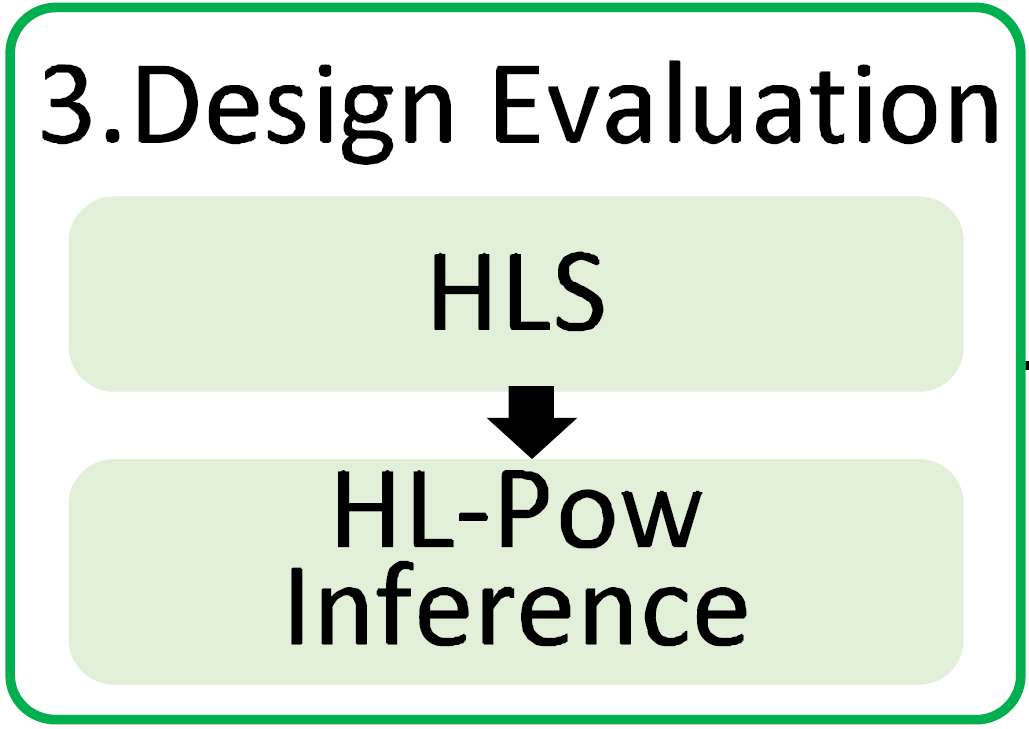 3.Design Evaluation
HLS
HL-Pow
Inference